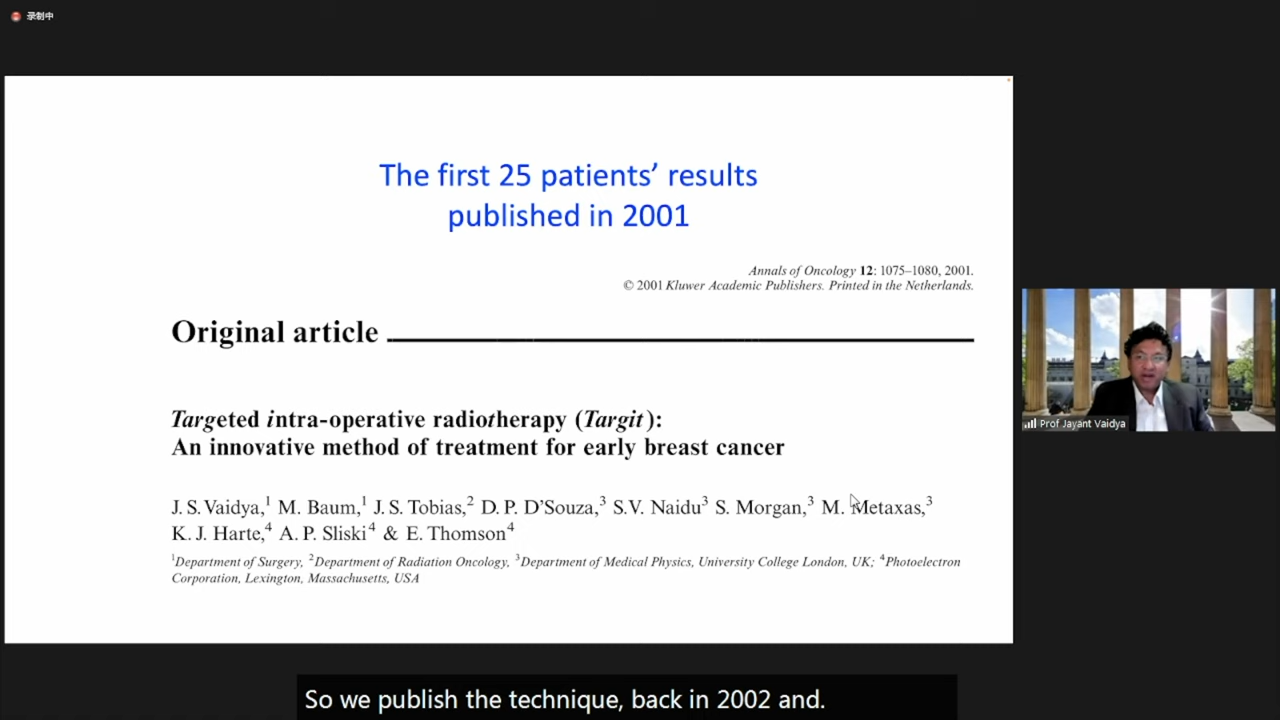 录制中
The first 25 patients’ results
published in 2001
Annals of Oncology 12: 1075–1080, 2001.
© 2001 Kluwer Academic Publishers. Printed in the Netherlands.
Original article
Targeted intra-operative radiotherapy (Targit):
An innovative method of treatment for early breast cancer
J. S. Vaidya,1 M. Baum,1 J. S. Tobias,2 D. P. D’Souza,3 S.V. Naidu3 S. Morgan,3 M. Metaxas,3
K. J. Harte,4 A. P. Sliski4 & E. Thomson4
1Department of Surgery, 2Department of Radiation Oncology, 3Department of Medical Physics, University College London, UK; 4Photoelectron
Corporation, Lexington, Massachusetts, USA
Prof Jayant Vaidya
So we publish the technique, back in 2002 and.